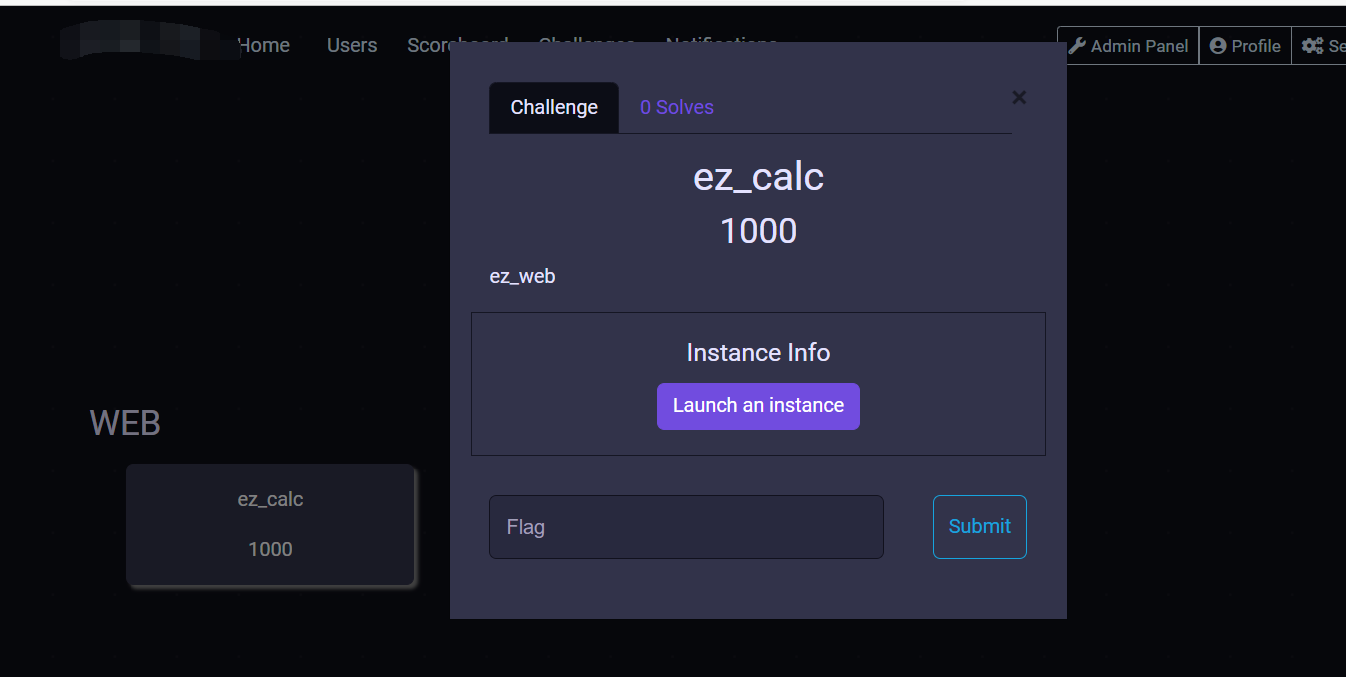 Home Users Scoreboard Challenges Notifications Admin Panel Profile Se
Challenge 0 Solves ×
ez_calc
1000
ez_web
Instance Info
Launch an instance
WEB
ez_calc
1000
Flag Submit